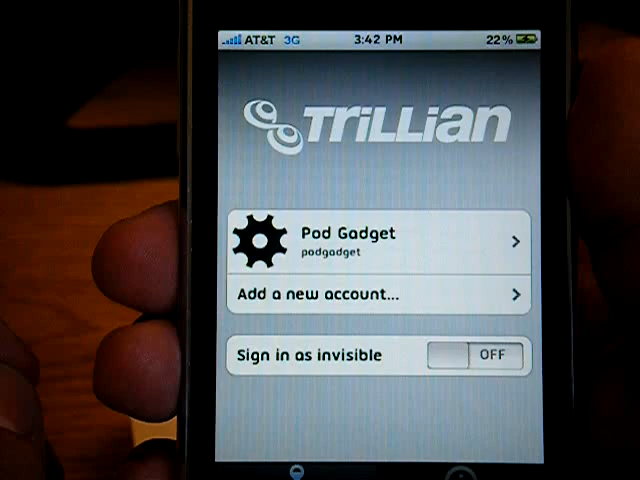 AT&T 3G 3:42 PM 22%
TRiLLian
Pod Gadget
podgadget
Add a new account...
Sign in as invisible OFF